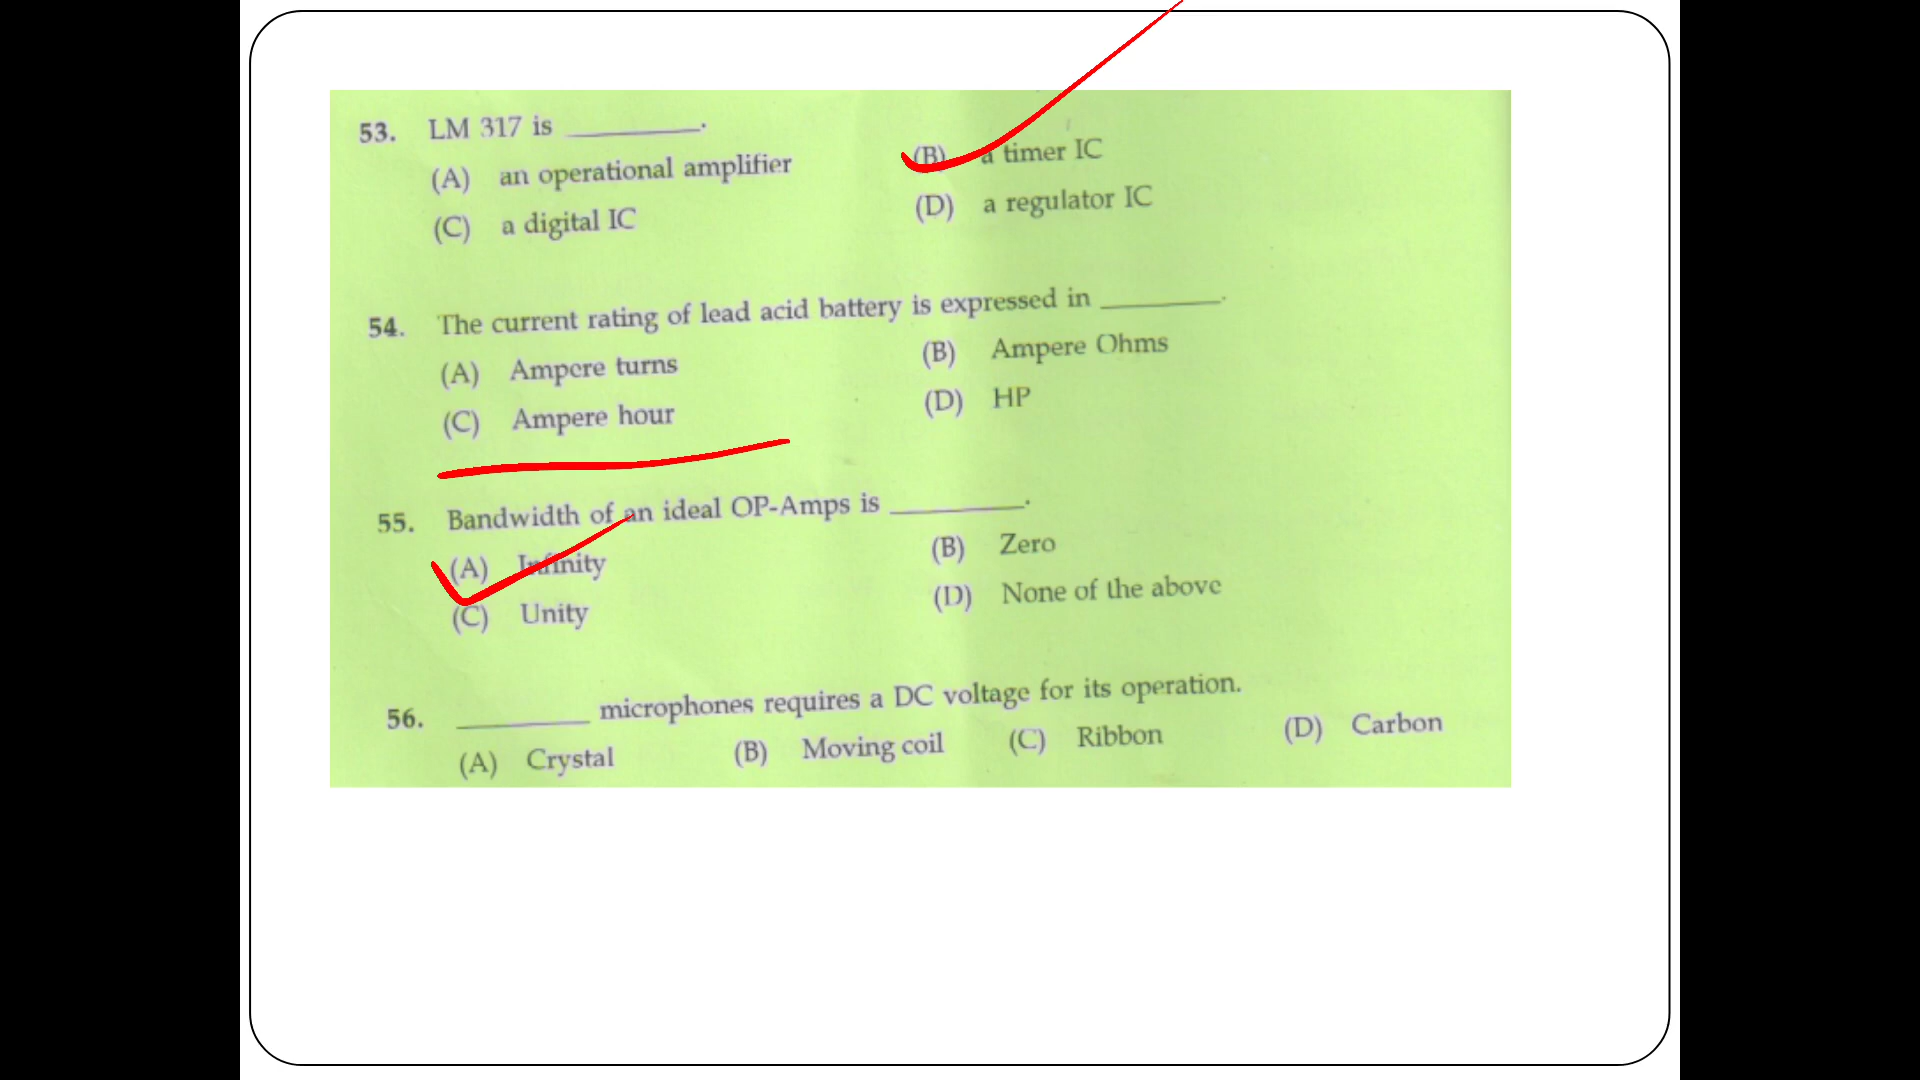 53. LM 317 is ________.
(A) an operational amplifier (B) a timer IC
(C) a digital IC (D) a regulator IC
54. The current rating of lead acid battery is expressed in ________.
(A) Ampere turns (B) Ampere Ohms
(C) Ampere hour (D) HP
55. Bandwidth of an ideal OP-Amps is ________.
(A) Infinity (B) Zero
(C) Unity (D) None of the above
56. ________ microphones requires a DC voltage for its operation.
(A) Crystal (B) Moving coil (C) Ribbon (D) Carbon